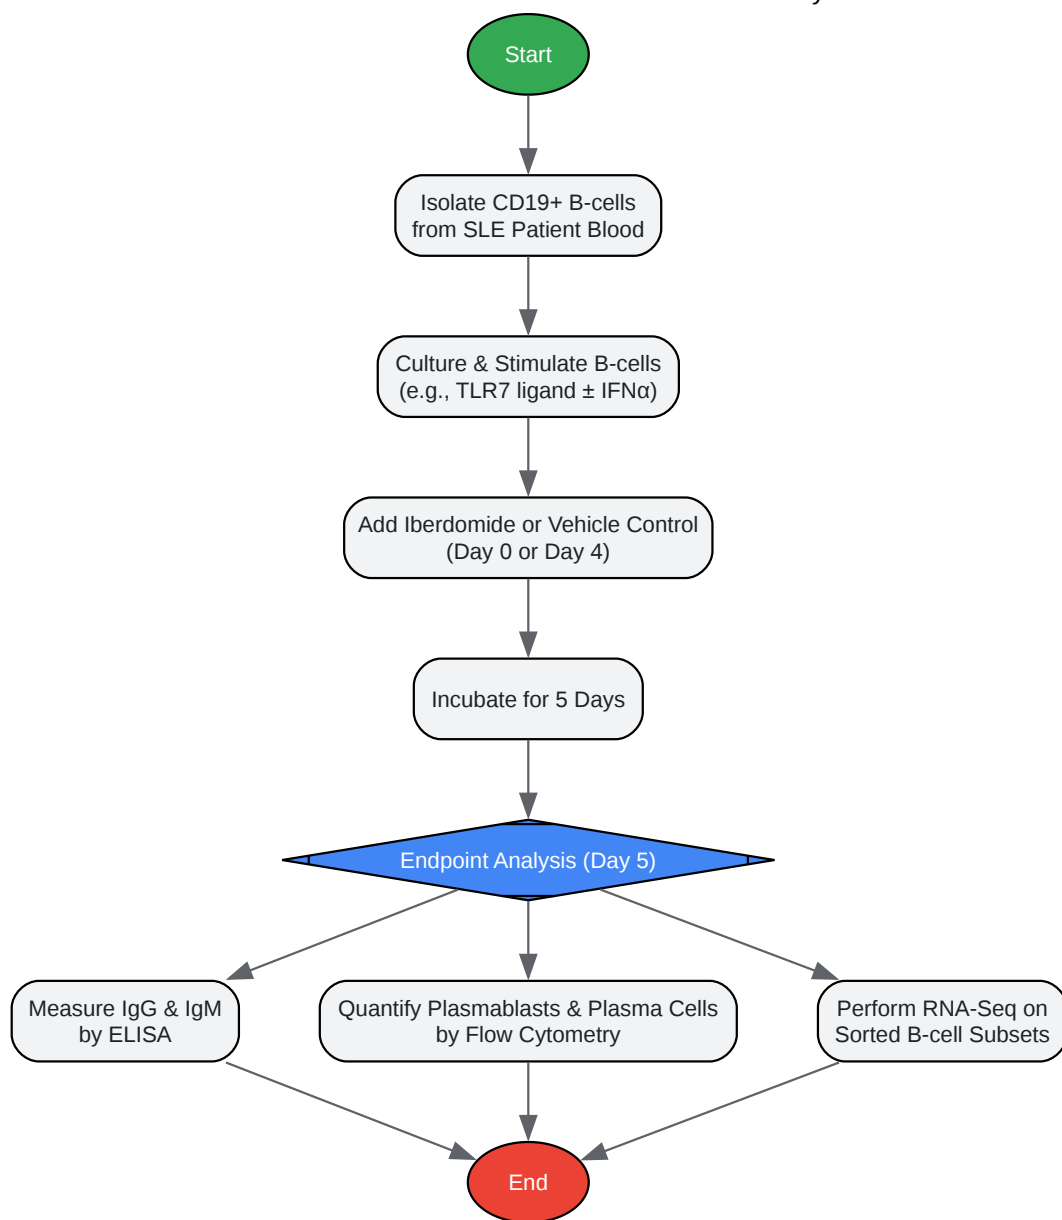 Start
Isolate CD19+ B-cells
from SLE Patient Blood
Culture & Stimulate B-cells
(e.g., TLR7 ligand ± IFNα)
Add Iberdomide or Vehicle Control
(Day 0 or Day 4)
Incubate for 5 Days
Endpoint Analysis (Day 5)
Measure IgG & IgM
by ELISA
Quantify Plasmablasts & Plasma Cells
by Flow Cytometry
Perform RNA-Seq on
Sorted B-cell Subsets
End